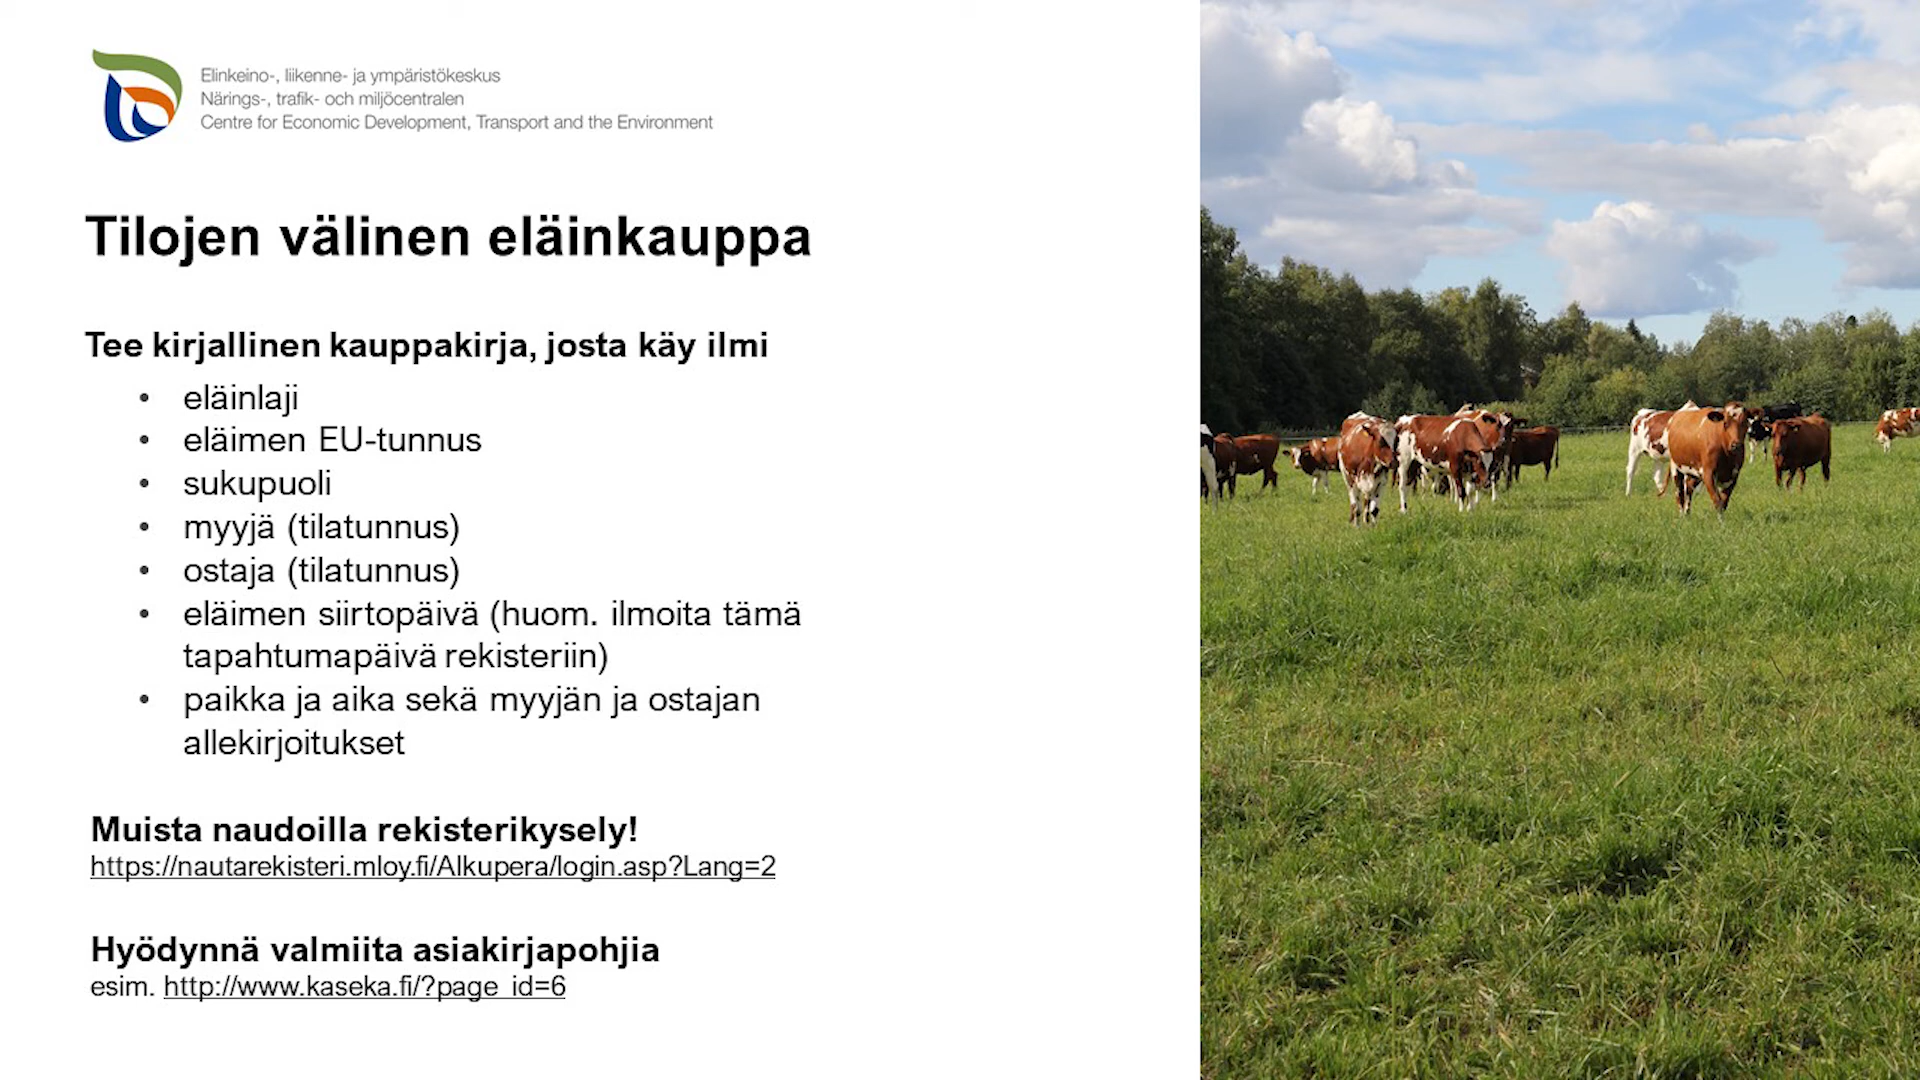 Elinkeino-, liikenne- ja ympäristökeskus
Närings-, trafik- och miljöcentralen
Centre for Economic Development, Transport and the Environment
Tilojen välinen eläinkauppa
Tee kirjallinen kauppakirja, josta käy ilmi
• eläinlaji
• eläimen EU-tunnus
• sukupuoli
• myyjä (tilatunnus)
• ostaja (tilatunnus)
• eläimen siirtopäivä (huom. ilmoita tämä
tapahtumapäivä rekisteriin)
• paikka ja aika sekä myyjän ja ostajan
allekirjoitukset
Muista naudoilla rekisterikysely!
https://nautarekisteri.mloy.fi/Alkupera/login.asp?Lang=2
Hyödynnä valmiita asiakirjapohjia
esim. http://www.kaseka.fi/?page_id=6